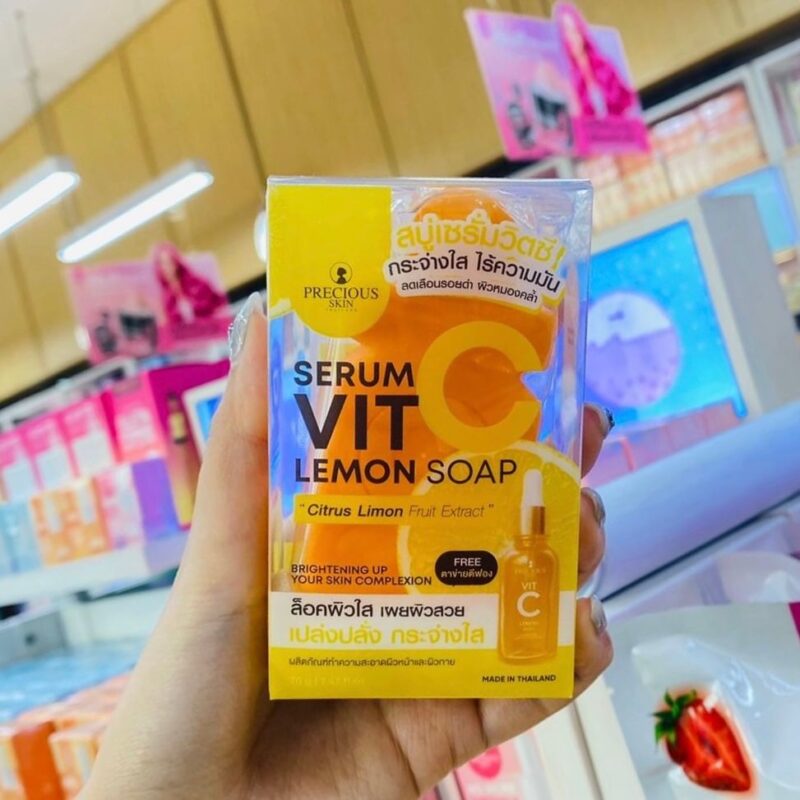 สบู่เซรั่มวิตซี!
กระจ่างใส ไร้ความมัน
ลดเลือนรอยดำ ผิวหมองคล้ำ
PRECIOUS
SKIN
THAILAND
SERUM
VIT C
LEMON SOAP
" Citrus Limon Fruit Extract "
BRIGHTENING UP
YOUR SKIN COMPLEXION
FREE
ตาข่ายตีฟอง
VIT
C
LEMON
ล็อคผิวใส เผยผิวสวย
เปล่งปลั่ง กระจ่างใส
ผลิตภัณฑ์ทำความสะอาดผิวหน้าและผิวกาย
MADE IN THAILAND